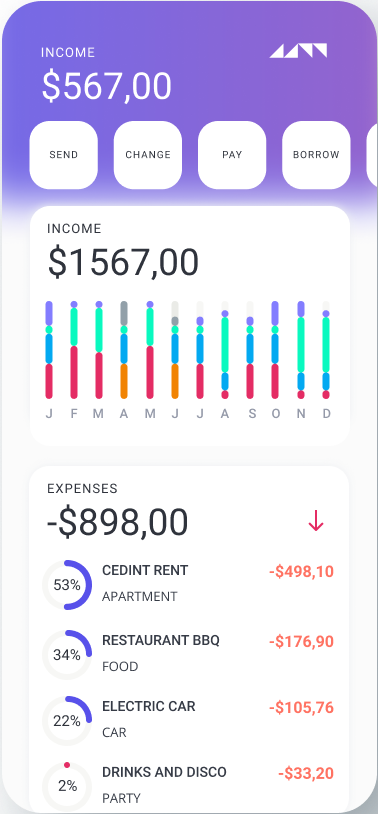 INCOME
$567,00
SEND CHANGE PAY BORROW
INCOME
$1567,00
J F M A M J J A S O N D
EXPENSES
-$898,00
53% CEDINT RENT -$498,10
APARTMENT
34% RESTAURANT BBQ -$176,90
FOOD
22% ELECTRIC CAR -$105,76
CAR
2% DRINKS AND DISCO -$33,20
PARTY